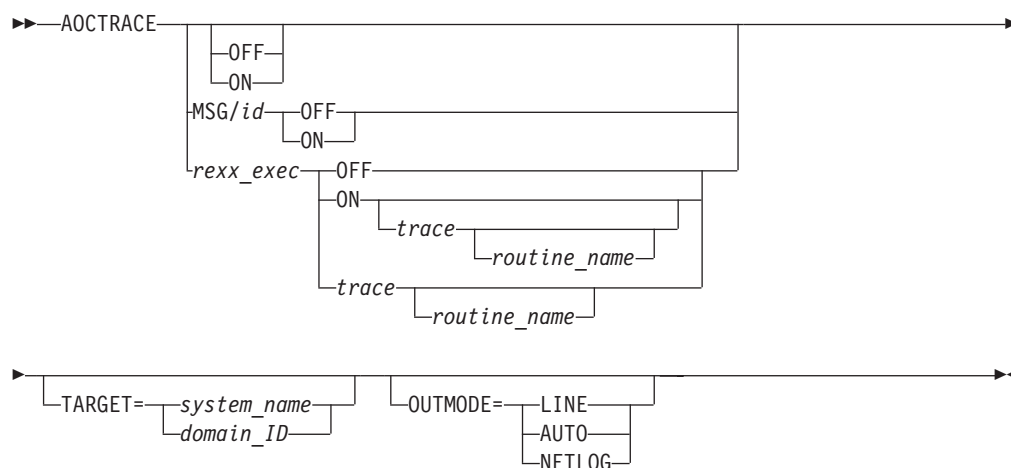 AOCTRACE
OFF
ON
MSG/id OFF
ON
rexx_exec OFF
ON
trace
routine_name
trace
routine_name
TARGET= system_name OUTMODE= LINE
domain_ID AUTO
NETLOG